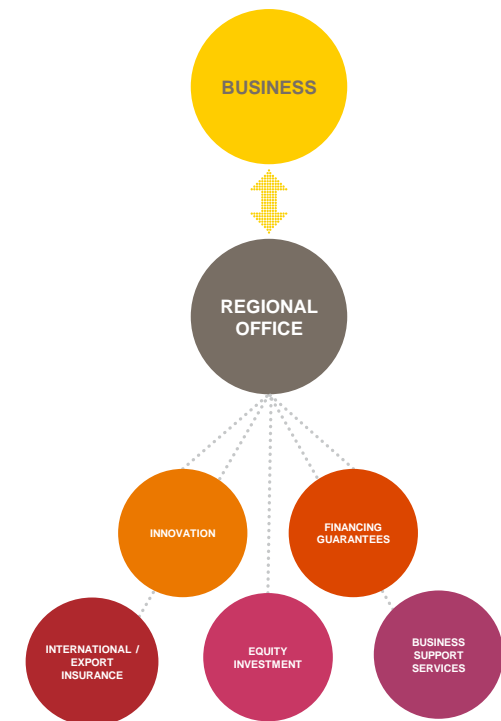 BUSINESS
REGIONAL
OFFICE
INNOVATION
FINANCING
GUARANTEES
INTERNATIONAL /
EXPORT
INSURANCE
EQUITY
INVESTMENT
BUSINESS
SUPPORT
SERVICES